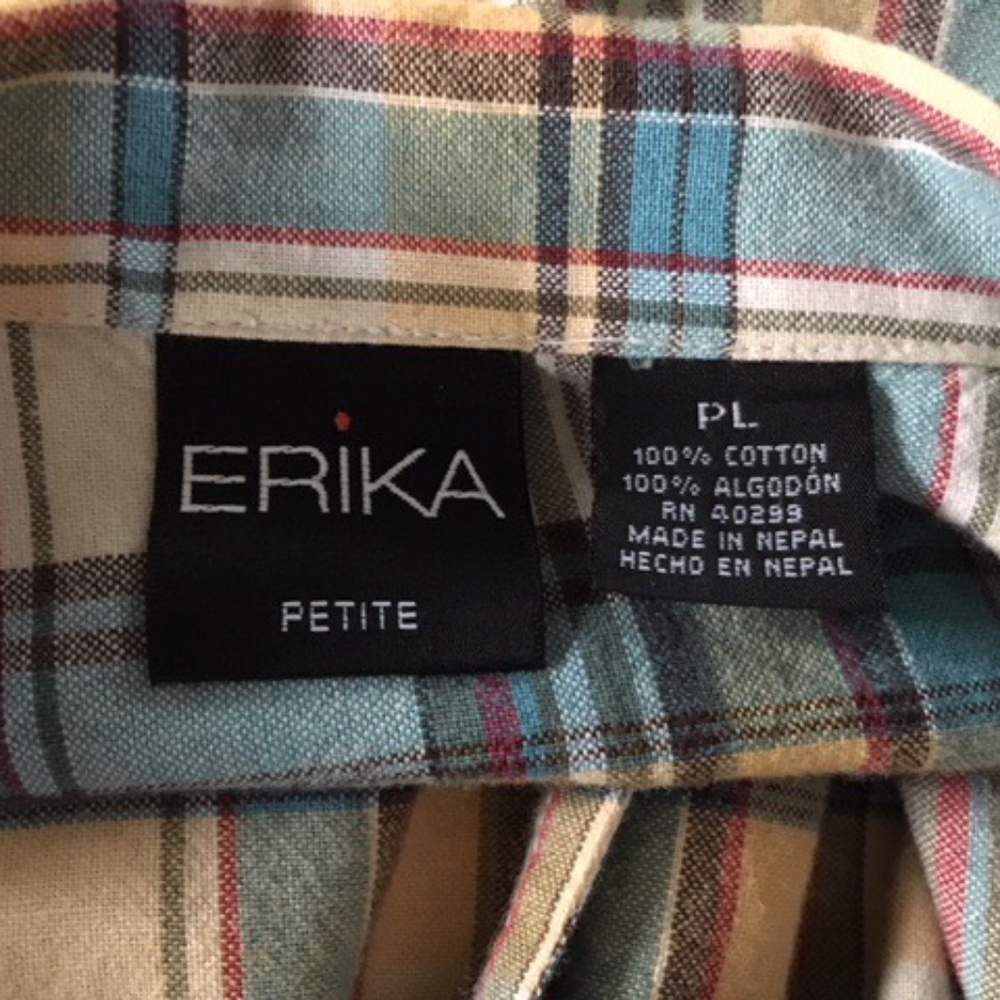 ERiKA
PETITE
PL
100% COTTON
100% ALGODÓN
RN 40299
MADE IN NEPAL
HECHO EN NEPAL